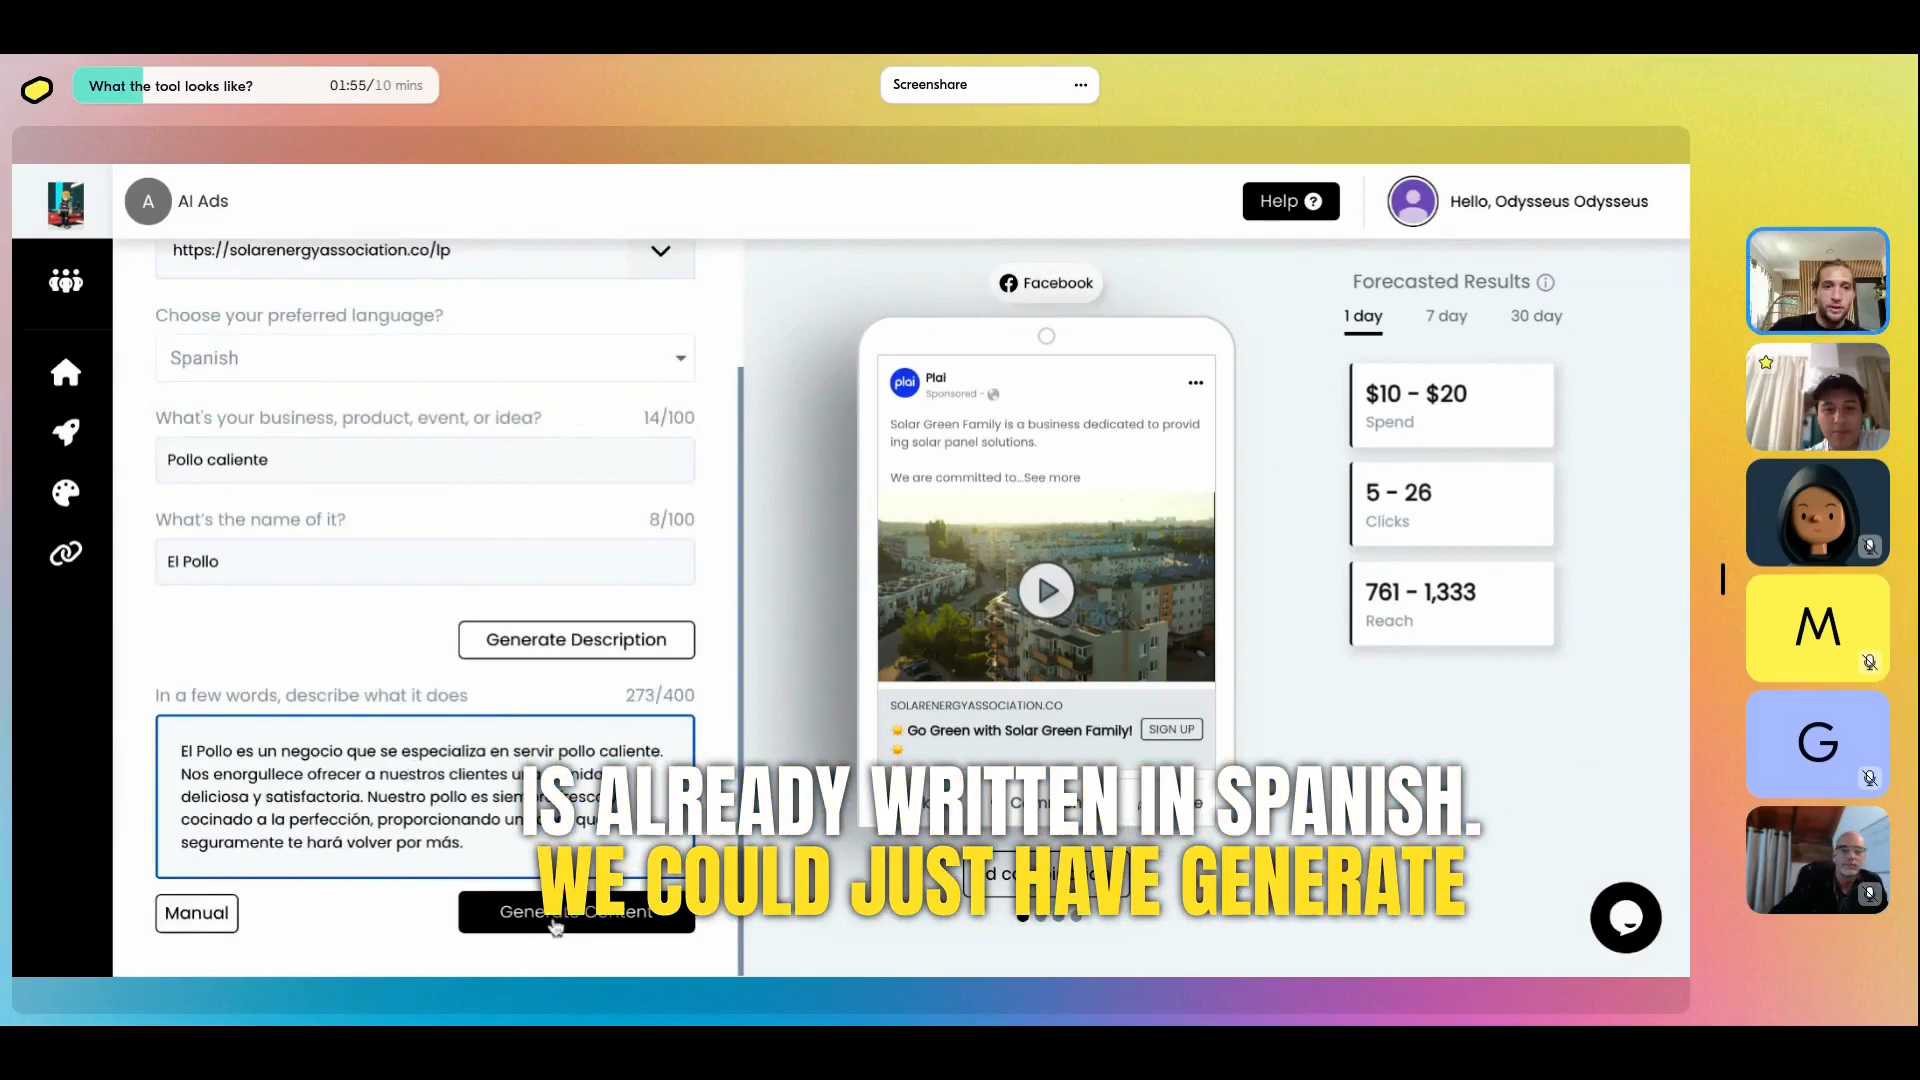 What the tool looks like?
01:55/10 mins
Screenshare
A
AI Ads
Help ?
Hello, Odysseus Odysseus
https://solarenergyassociation.co/lp
Choose your preferred language?
Spanish
What's your business, product, event, or idea?
14/100
Pollo caliente
What's the name of it?
8/100
El Pollo
Generate Description
In a few words, describe what it does
273/400
El Pollo es un negocio que se especializa en servir pollo caliente.
Nos enorgullece ofrecer a nuestros clientes
deliciosa y satisfactoria. Nuestro pollo es
cocinado a la perfección, proporcionando
seguramente te hará volver por más.
Manual
Generate Content
Facebook
plai
Plai
Sponsored -
Solar Green Family is a business dedicated to provid
ing solar panel solutions.
We are committed to...See more
SOLARENERGYASSOCIATION.CO
Go Green with Solar Green Family!
SIGN UP
Forecasted Results
1 day
7 day
30 day
$10 - $20
Spend
5 - 26
Clicks
761 - 1,333
Reach
IS ALREADY WRITTEN IN SPANISH.
WE COULD JUST HAVE GENERATE
M
G